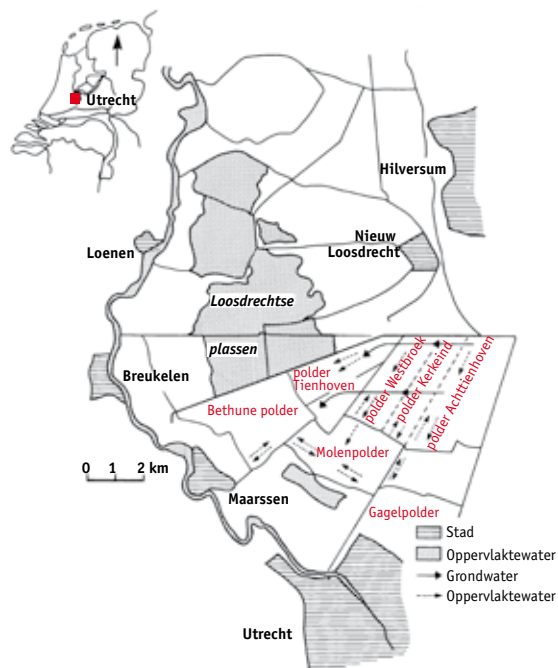 Utrecht
Hilversum
Nieuw
Loosdrecht
Loenen
Loosdrechtse
plassen
Breukelen
polder
Tienhoven
polder Westbroek
polder Kerkeind
polder Achttienhoven
Bethune polder
Molenpolder
0 1 2 km
Maarssen
Gagelpolder
Stad
Oppervlaktewater
Grondwater
Oppervlaktewater
Utrecht